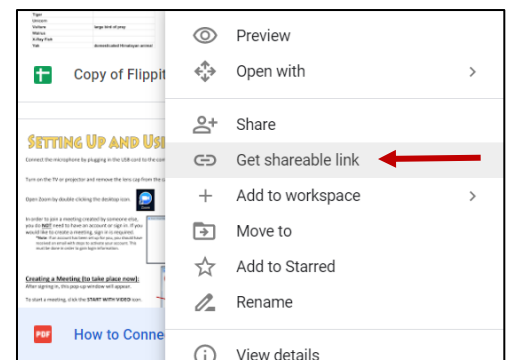 Tiger
Unicorn
Vulture large bird of prey
Walrus
X-Ray Fish
Yak domesticated Himalayan animal
Copy of Flippit
SETTING UP AND USI
Connect the microphone by plugging in the USB cord to the con
Turn on the TV or projector and remove the lens cap from the c
Open Zoom by double clicking the desktop icon.
In order to join a meeting created by someone else,
you do NOT need to have an account or sign in. If you
would like to create a meeting, sign in is required.
Creating a Meeting (to take place now):
After signing in, this pop up window will appear.
To start a meeting, click the START WITH VIDEO icon.
PDF How to Conne
Preview
Open with
Share
Get shareable link
Add to workspace
Move to
Add to Starred
Rename
View details